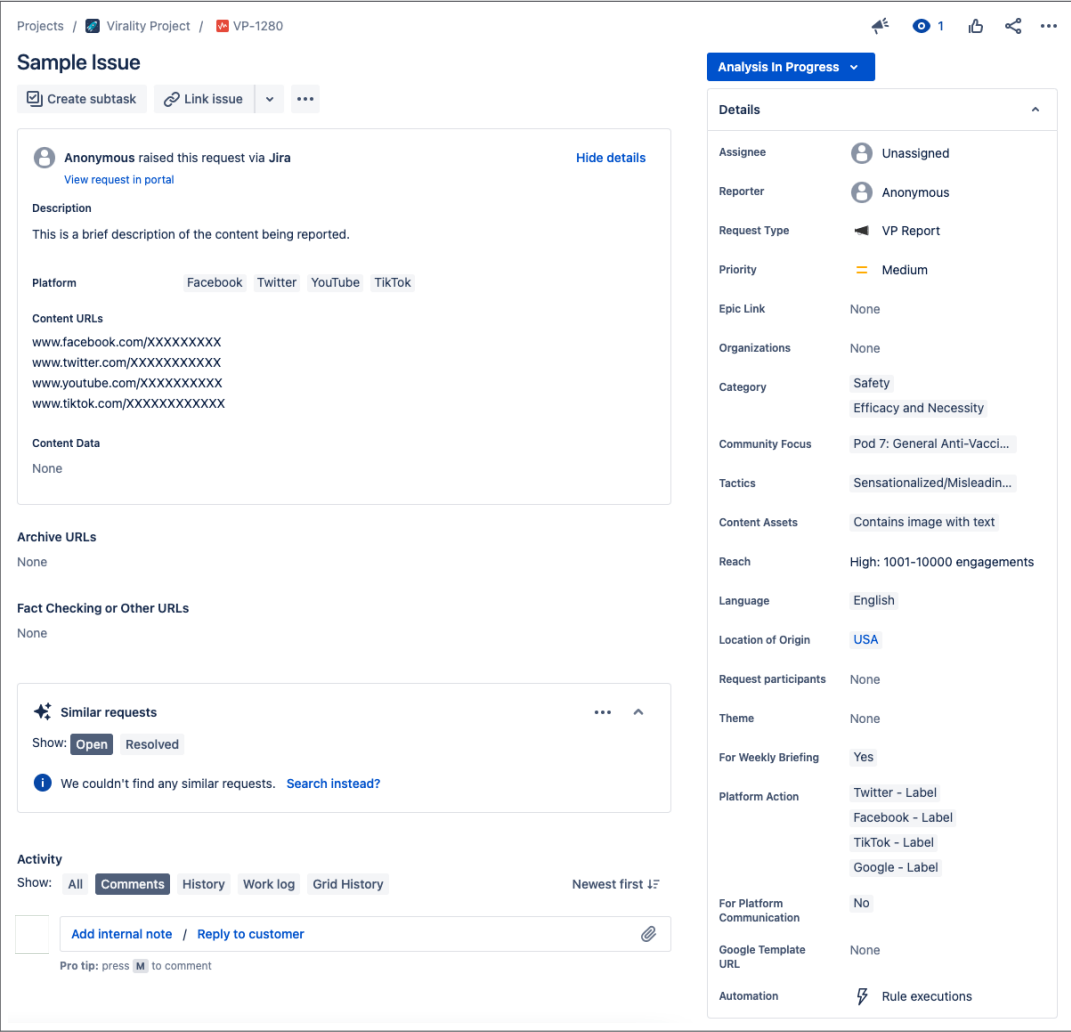 Projects / Virality Project / VP-1280
1
Sample Issue
Create subtask
Link issue
Anonymous raised this request via Jira
Hide details
View request in portal
Description
This is a brief description of the content being reported.
Platform Facebook Twitter YouTube TikTok
Content URLs
www.facebook.com/XXXXXXXXX
www.twitter.com/XXXXXXXXXXX
www.youtube.com/XXXXXXXXXX
www.tiktok.com/XXXXXXXXXXXX
Content Data
None
Archive URLs
None
Fact Checking or Other URLs
None
Similar requests
Show: Open Resolved
We couldn't find any similar requests. Search instead?
Activity
Show: All Comments History Work log Grid History Newest first
Add internal note / Reply to customer
Pro tip: press M to comment
Analysis In Progress
Details
Assignee Unassigned
Reporter Anonymous
Request Type VP Report
Priority Medium
Epic Link None
Organizations None
Category Safety
Efficacy and Necessity
Community Focus Pod 7: General Anti-Vacci...
Tactics Sensationalized/Misleadin...
Content Assets Contains image with text
Reach High: 1001-10000 engagements
Language English
Location of Origin USA
Request participants None
Theme None
For Weekly Briefing Yes
Platform Action Twitter - Label
Facebook - Label
TikTok - Label
Google - Label
For Platform No
Communication
Google Template None
URL
Automation Rule executions